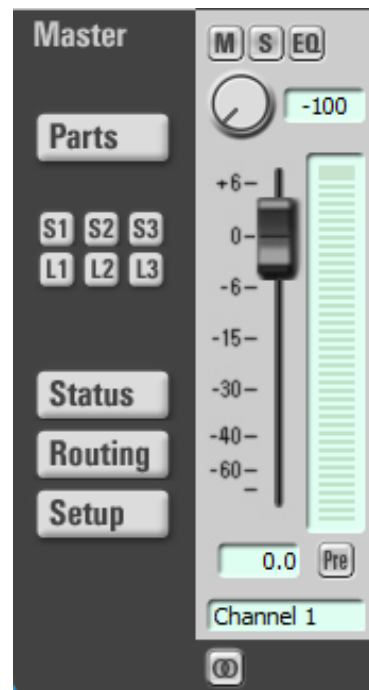 Master
M S EQ
-100
Parts
+6-
S1 S2 S3
0-
L1 L2 L3
-6-
-15-
Status
-30-
Routing
-40-
-60-
-
Setup
0.0 Pre
Channel 1